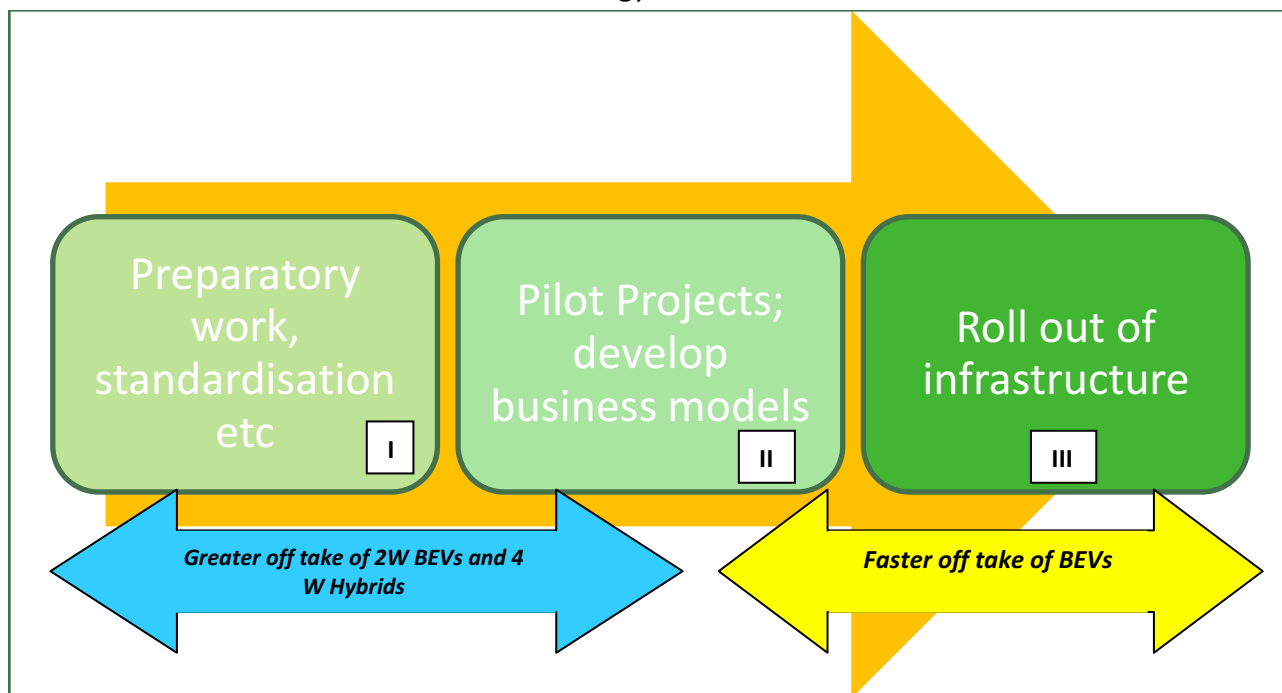 Preparatory
work,
standardisation
etc
I
Pilot Projects;
develop
business models
II
Roll out of
infrastructure
III
Greater off take of 2W BEVs and 4
W Hybrids
Faster off take of BEVs